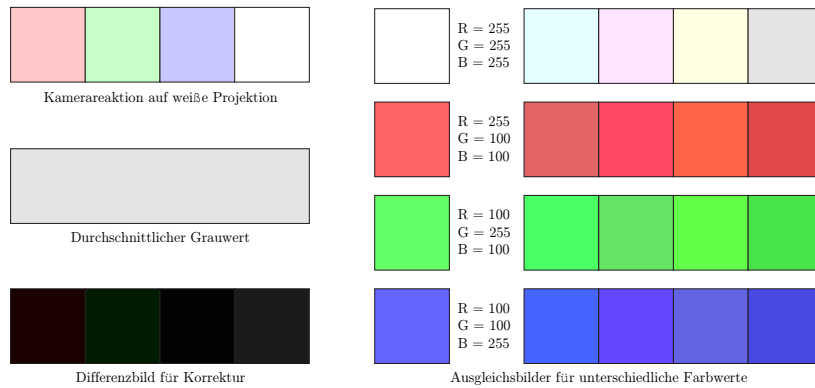 Kamerareaktion auf weiße Projektion
Durchschnittlicher Grauwert
Differenzbild für Korrektur
R = 255
G = 255
B = 255
R = 255
G = 100
B = 100
R = 100
G = 255
B = 100
R = 100
G = 100
B = 255
Ausgleichsbilder für unterschiedliche Farbwerte